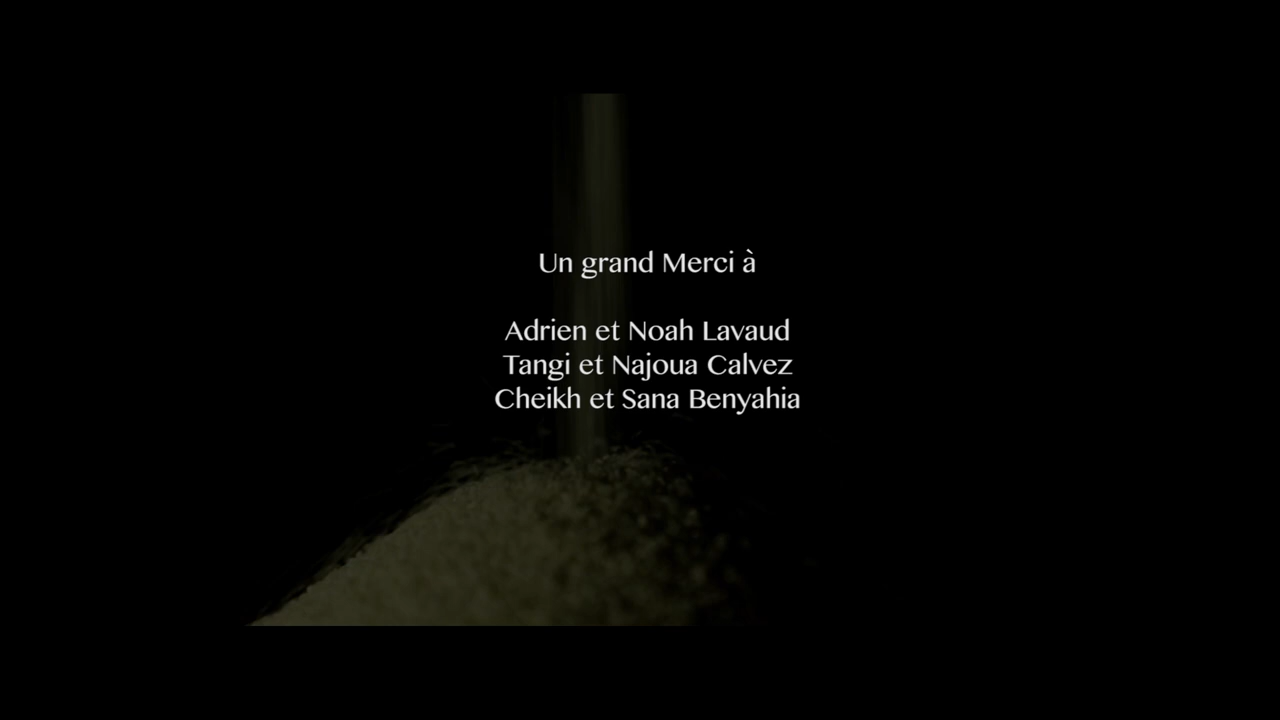 Un grand Merci à
Adrien et Noah Lavaud
Tangi et Najoua Calvez
Cheikh et Sana Benyahia